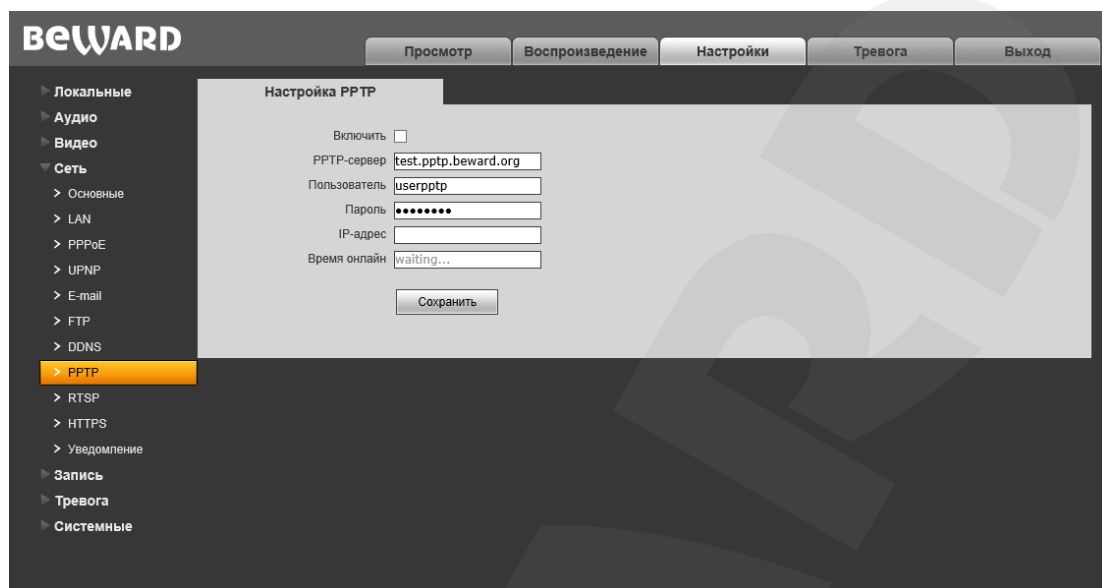 BEWARD
Просмотр
Воспроизведение
Настройки
Тревога
Выход
Локальные
Аудио
Видео
Сеть
> Основные
> LAN
> PPPoE
> UPNP
> E-mail
> FTP
> DDNS
> PPTP
> RTSP
> HTTPS
> Уведомление
Запись
Тревога
Системные
Настройка PPTP
Включить
PPTP-сервер test.pptp.beward.org
Пользователь userpptp
Пароль ••••••••
IP-адрес
Время онлайн waiting...
Сохранить